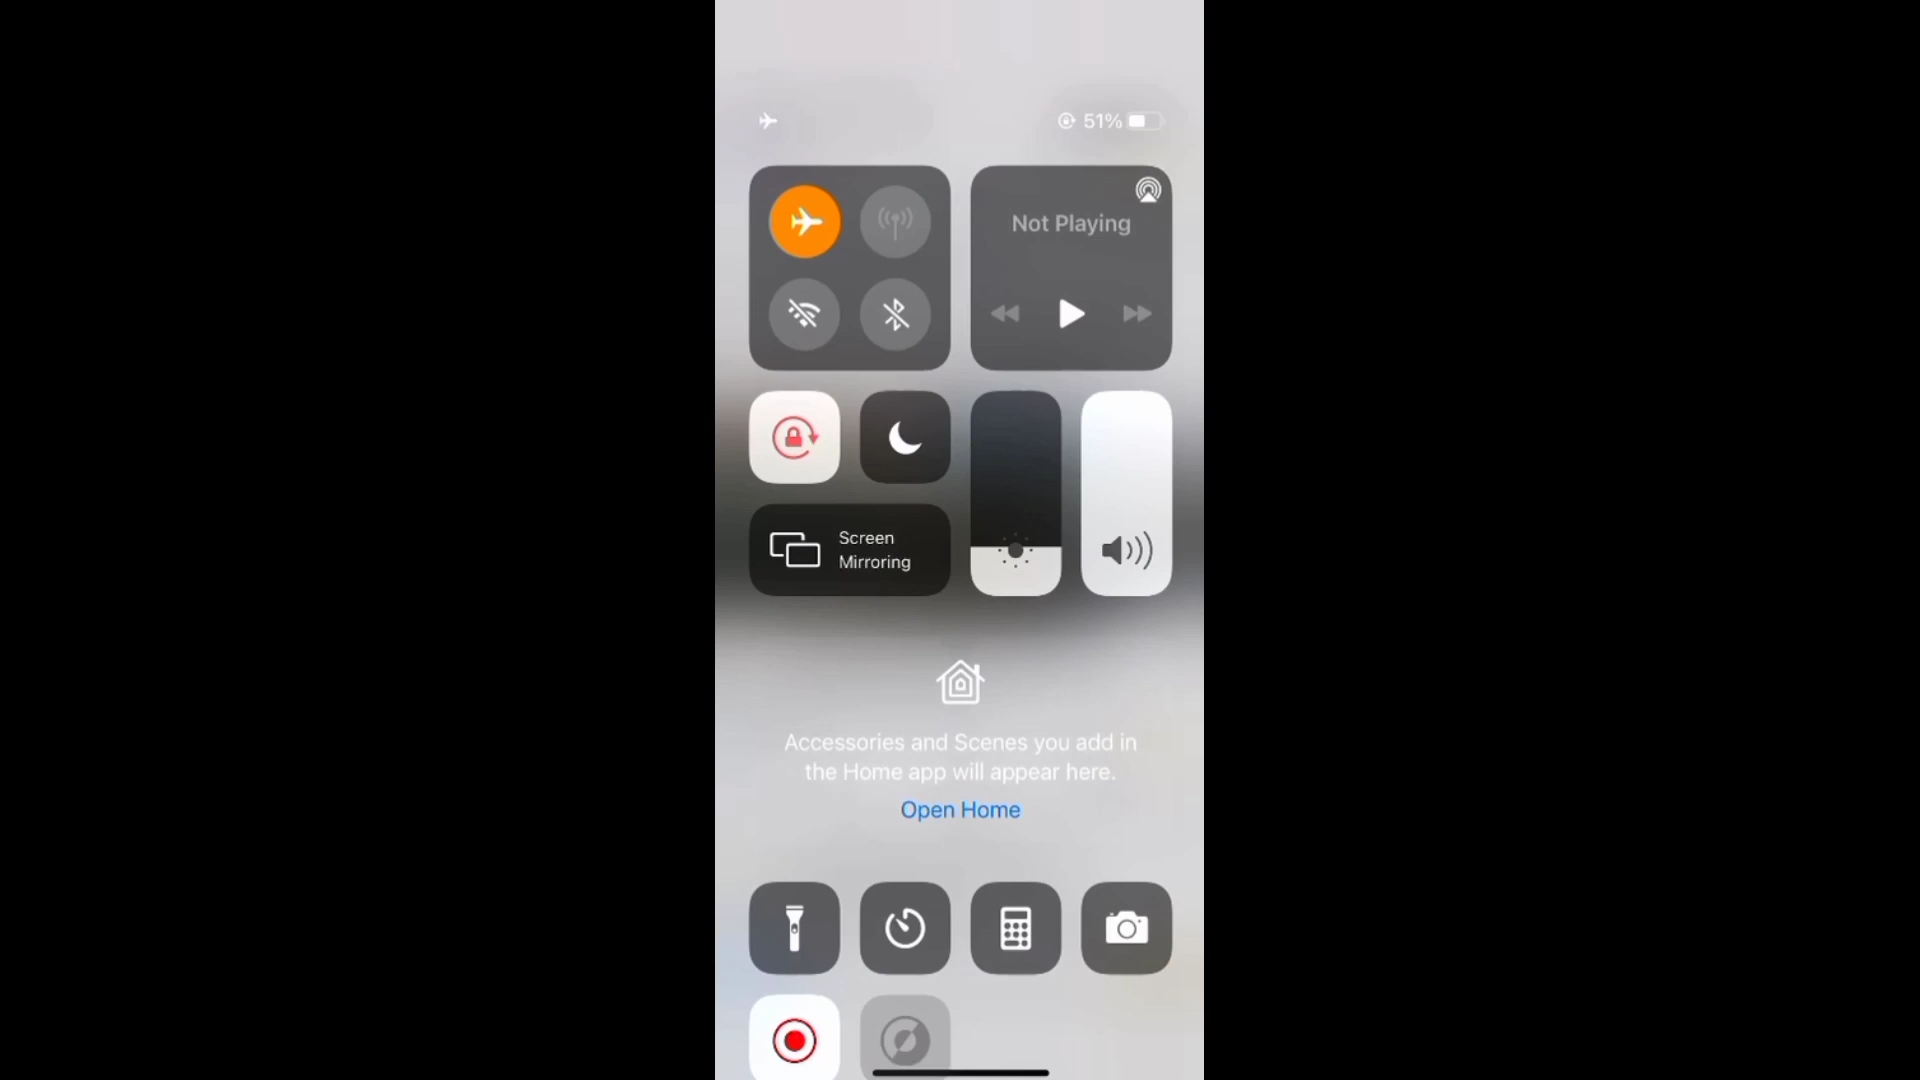 51%
Not Playing
Screen
Mirroring
Accessories and Scenes you add in
the Home app will appear here.
Open Home